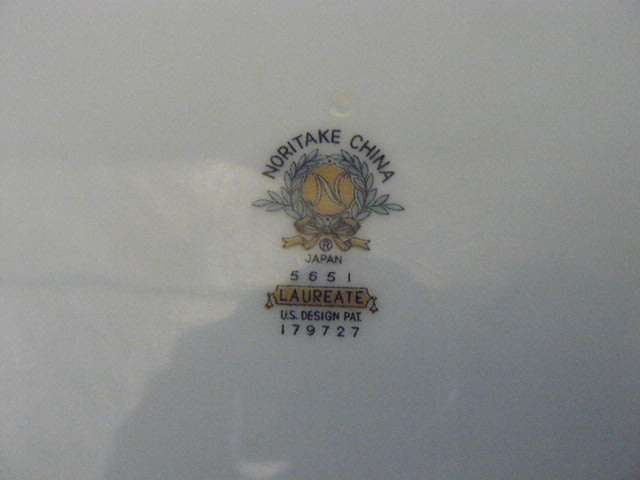 NORITAKE CHINA
N
®
JAPAN
5651
LAUREATE
U.S. DESIGN PAT.
179727